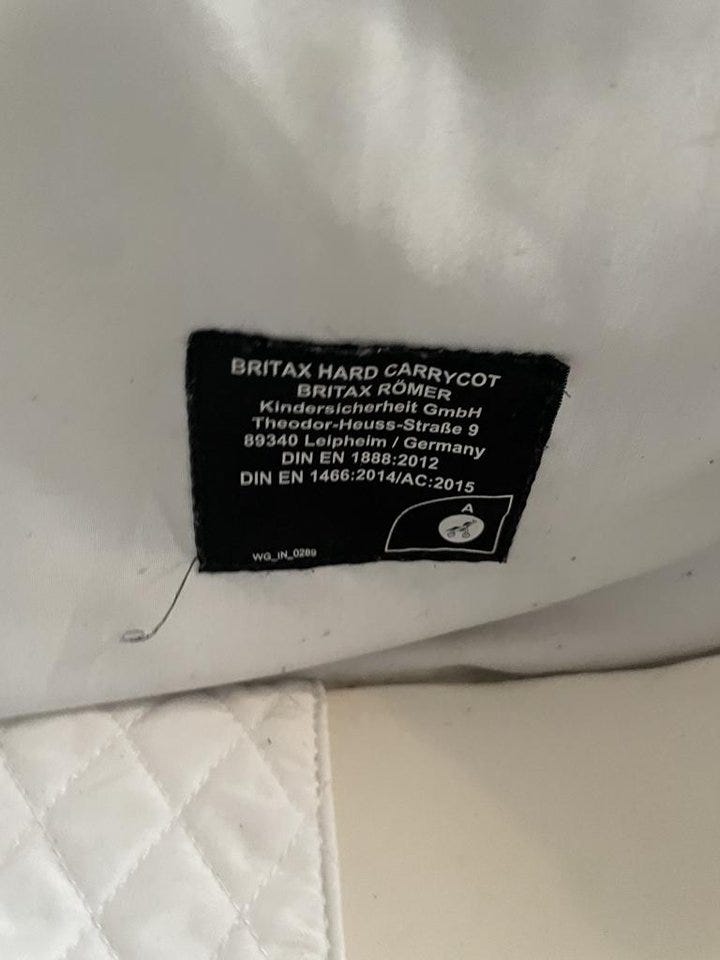 BRITAX HARD CARRYCOT
BRITAX RÖMER
Kindersicherheit GmbH
Theodor-Heuss-Straße 9
89340 Leipheim / Germany
DIN EN 1888:2012
DIN EN 1466:2014/AC:2015
A
WG_IN_0289